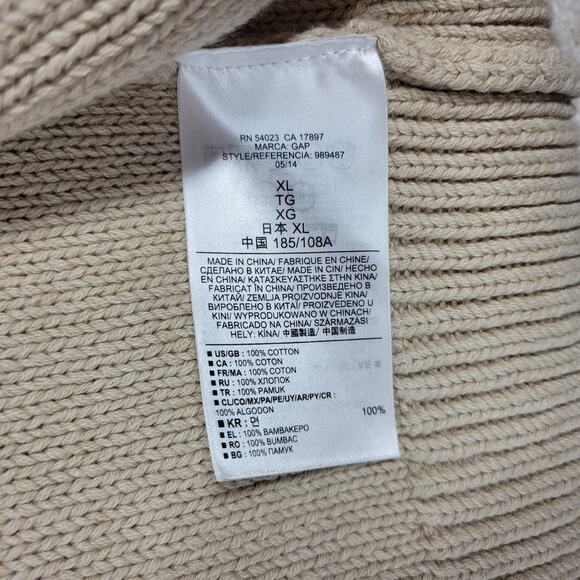 RN 54023 CA 17897
MARCA: GAP
STYLE/REFERENCIA: 989487
05/14
XL
TG
XG
日本 XL
中国 185/108A
MADE IN CHINA/ FABRIQUE EN CHINE/
СДЕЛАНО В КИТАЕ/ MADE IN CIN/ HECHO
EN CHINA/ ΚΑΤΑΣΚΕΥΑΣΤΗΚΕ ΣΤΗΝ ΚΙΝΑ/
FABRICAT ÎN CHINA/ ПРОИЗВЕДЕНО В
КИТАЙ/ ZEMLJA PROIZVODNJE KINA/
ВИРОБЛЕНО В КИТАї/ PROIZVEDENO U
KINI/ WYPRODUKOWANO W CHINACH/
FABRICADO NA CHINA/ SZÁRMAZÁSI
HELY: KÍNA/ 中國製造/ 中国制造
■ US/GB : 100% COTTON
■ CA : 100% COTON
■ FR/MA : 100% COTON
■ RU : 100% ХЛОПОК
■ TR : 100% PAMUK
■ CL/CO/MX/PA/PE/UY/AR/PY/CR :
100% ALGODON
■ KR : 면 100%
■ EL : 100% ΒΑΜΒΑΚΕΡΟ
■ RO : 100% BUMBAC
■ BG : 100% ПАМУК